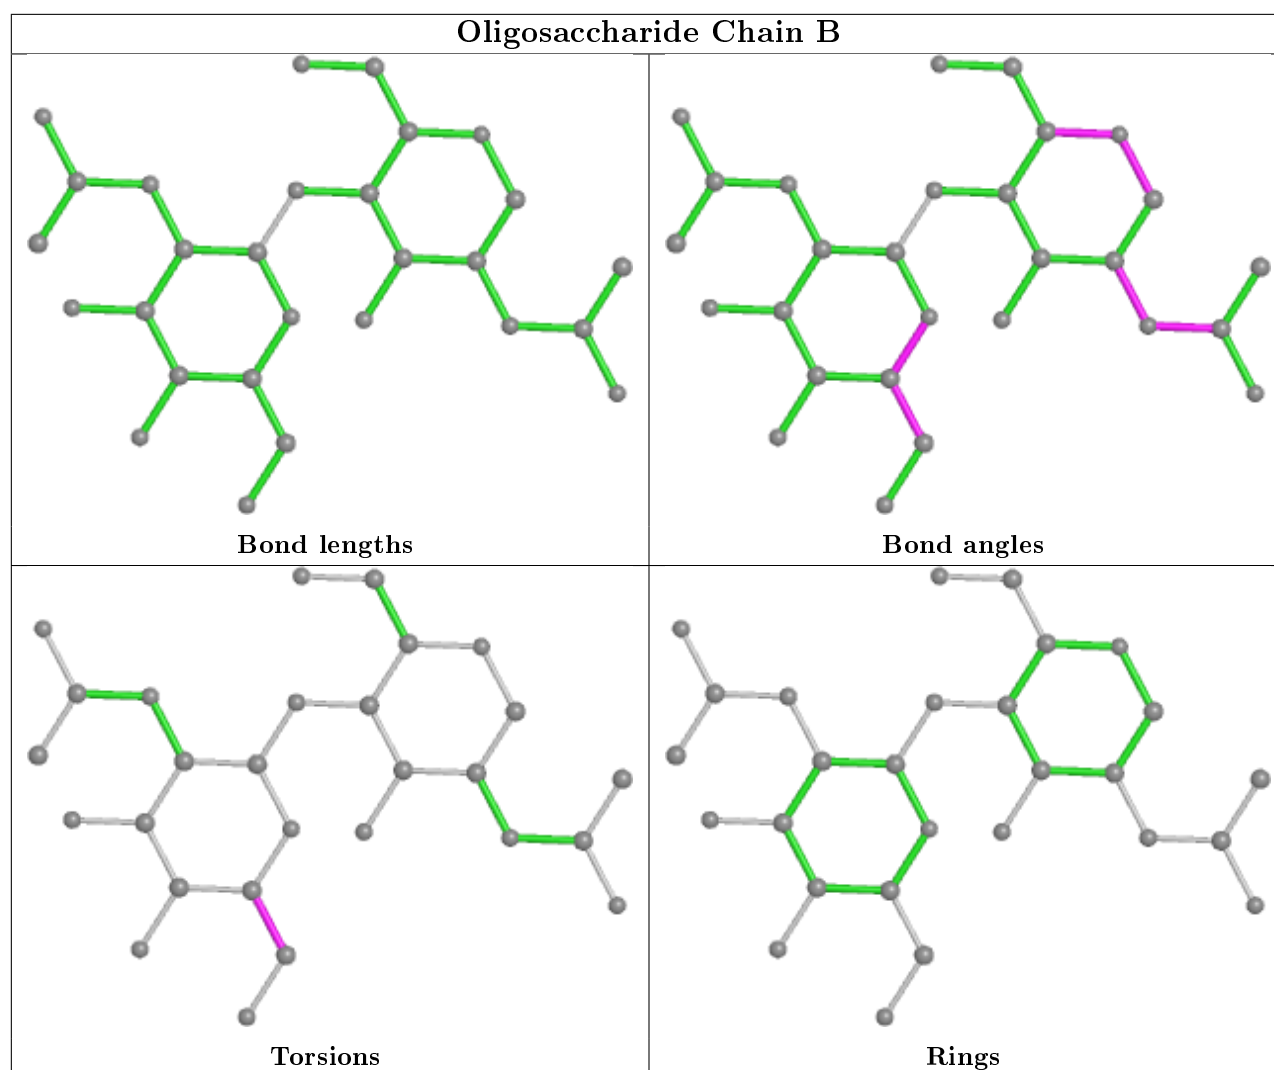 Oligosaccharide Chain B
Bond lengths
Bond angles
Torsions
Rings